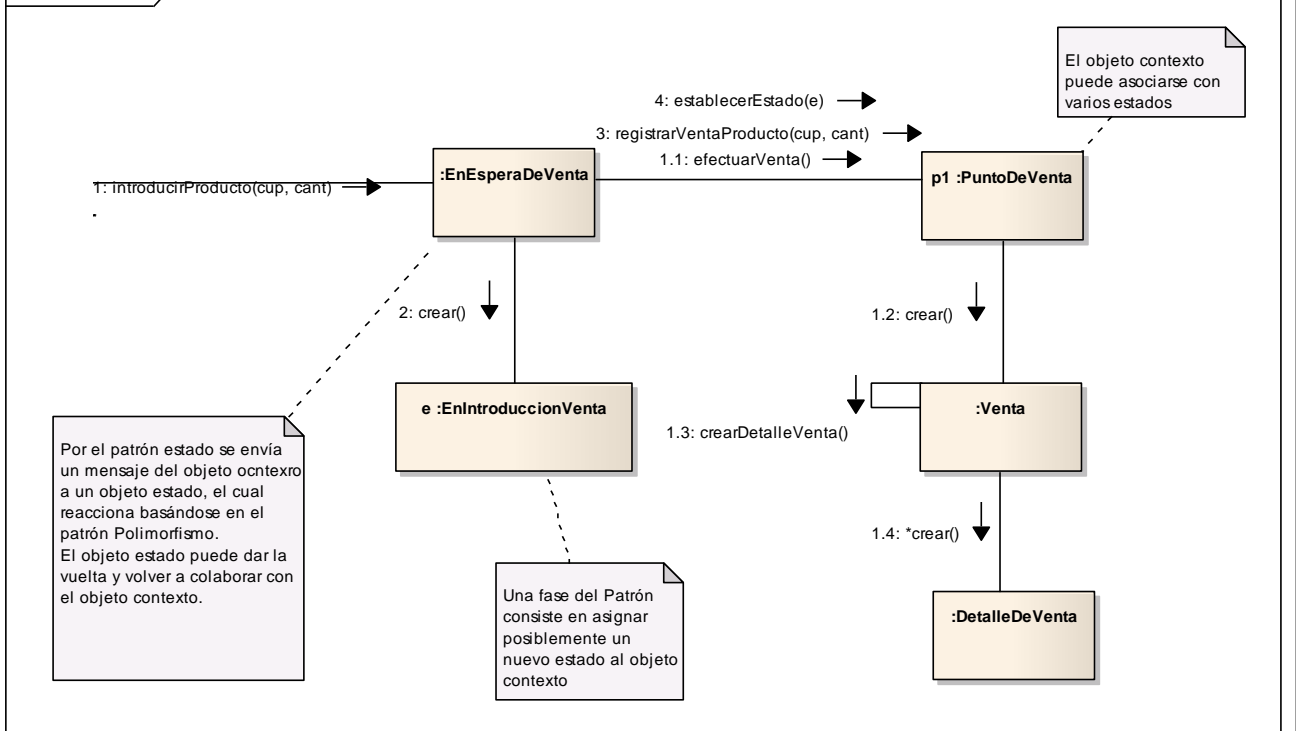 El objeto contexto
puede asociarse con
varios estados
4: establecerEstado(e)
3: registrarVentaProducto(cup, cant)
1.1: efectuarVenta()
1: introducirProducto(cup, cant)
:EnEsperaDeVenta
p1 :PuntoDeVenta
2: crear()
1.2: crear()
e :EnIntroduccionVenta
:Venta
1.3: crearDetalleVenta()
Por el patrón estado se envía
un mensaje del objeto ocntexro
a un objeto estado, el cual
reacciona basándose en el
patrón Polimorfismo.
El objeto estado puede dar la
vuelta y volver a colaborar con
el objeto contexto.
1.4: *crear()
Una fase del Patrón
consiste en asignar
posiblemente un
nuevo estado al objeto
contexto
:DetalleDeVenta